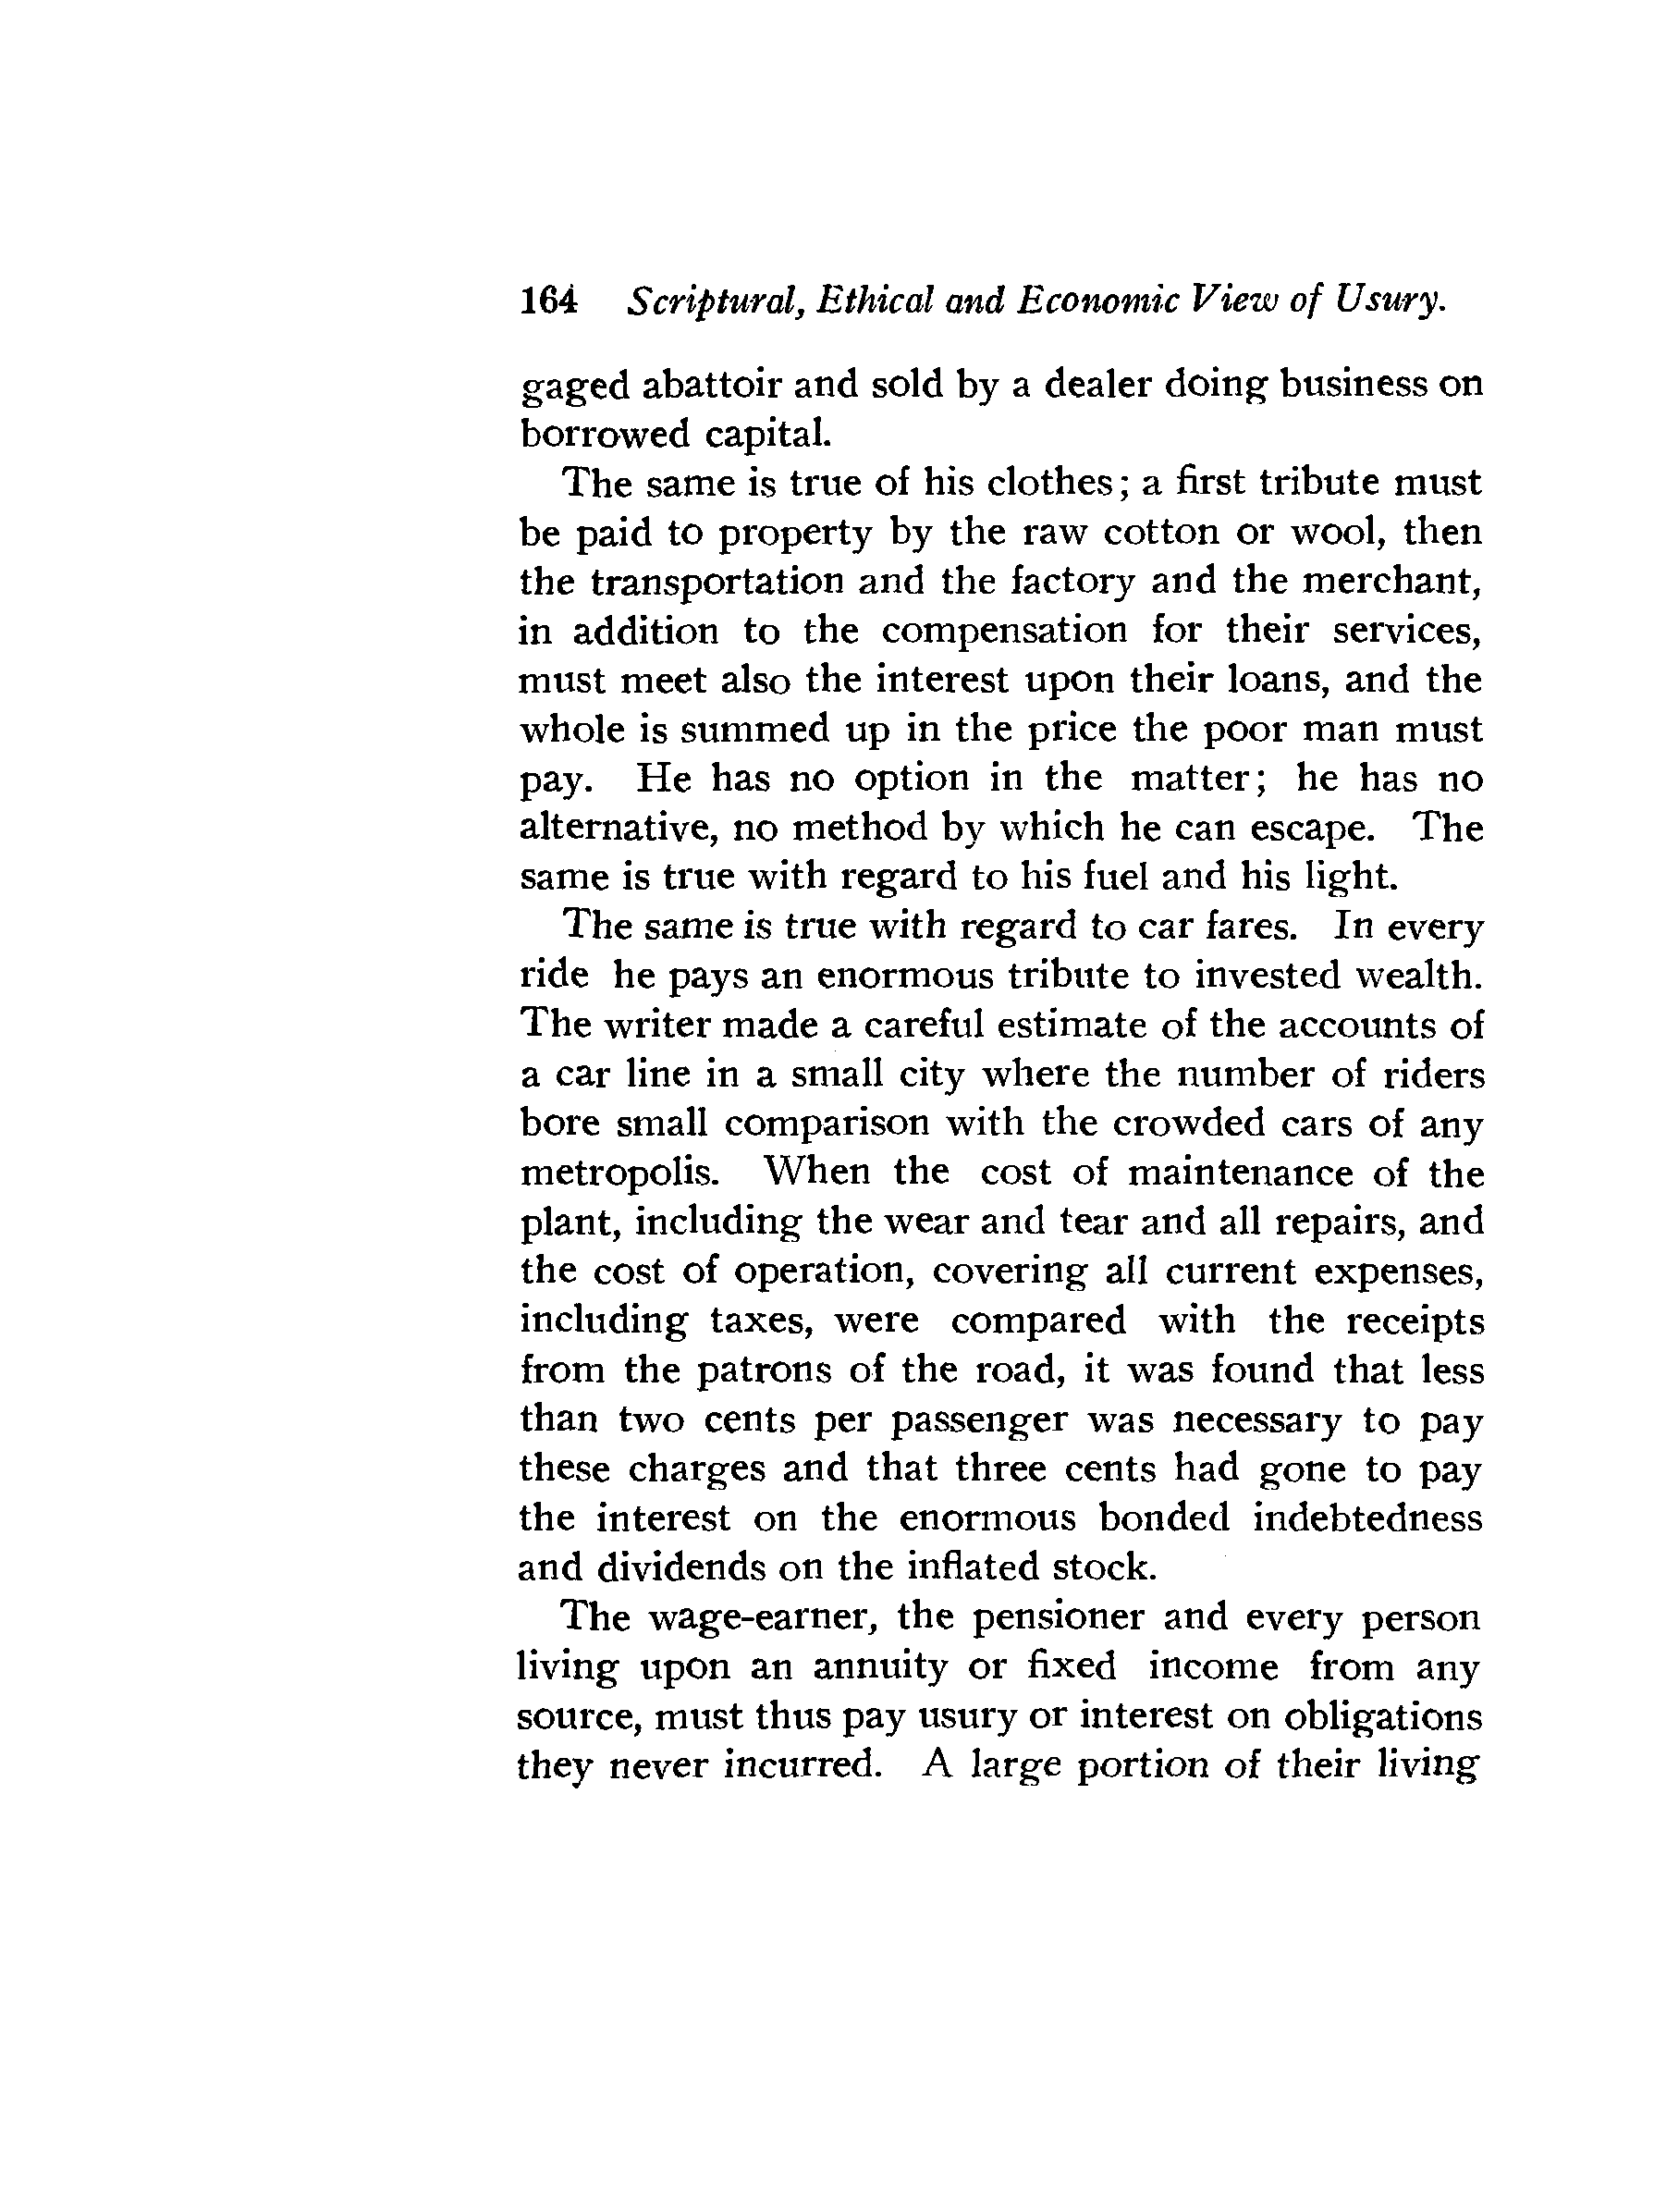 164 Scriptural, Ethical and Economic View of Usury.
gaged abattoir and sold by a dealer doing business on
borrowed capital.
The same is true of his clothes; a first tribute must
be paid to property by the raw cotton or wool, then
the transportation and the factory and the merchant,
in addition to the compensation for their services,
must meet also the interest upon their loans, and the
whole is summed up in the price the poor man must
pay. He has no option in the matter; he has no
alternative, no method by which he can escape. The
same is true with regard to his fuel and his light.
The same is true with regard to car fares. In every
ride he pays an enormous tribute to invested wealth.
The writer made a careful estimate of the accounts of
a car line in a small city where the number of riders
bore small comparison with the crowded cars of any
metropolis. When the cost of maintenance of the
plant, including the wear and tear and all repairs, and
the cost of operation, covering all current expenses,
including taxes, were compared with the receipts
from the patrons of the road, it was found that less
than two cents per passenger was necessary to pay
these charges and that three cents had gone to pay
the interest on the enormous bonded indebtedness
and dividends on the inflated stock.
The wage-earner, the pensioner and every person
living upon an annuity or fixed income from any
source, must thus pay usury or interest on obligations
they never incurred. A large portion of their living